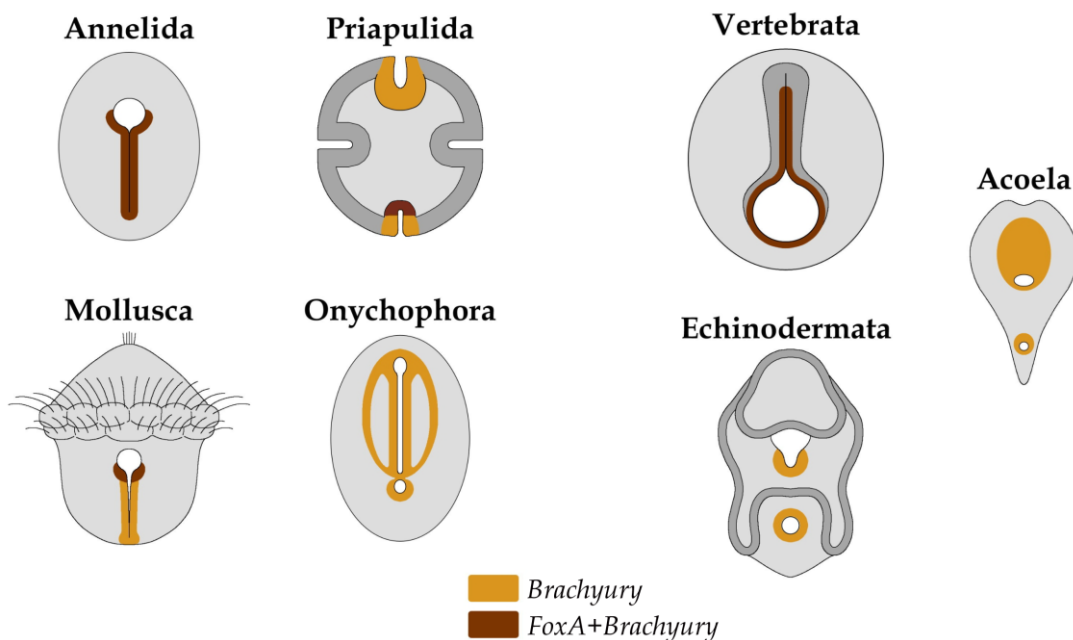 Annelida
Priapulida
Vertebrata
Acoela
Mollusca
Onychophora
Echinodermata
Brachyury
FoxA+Brachyury